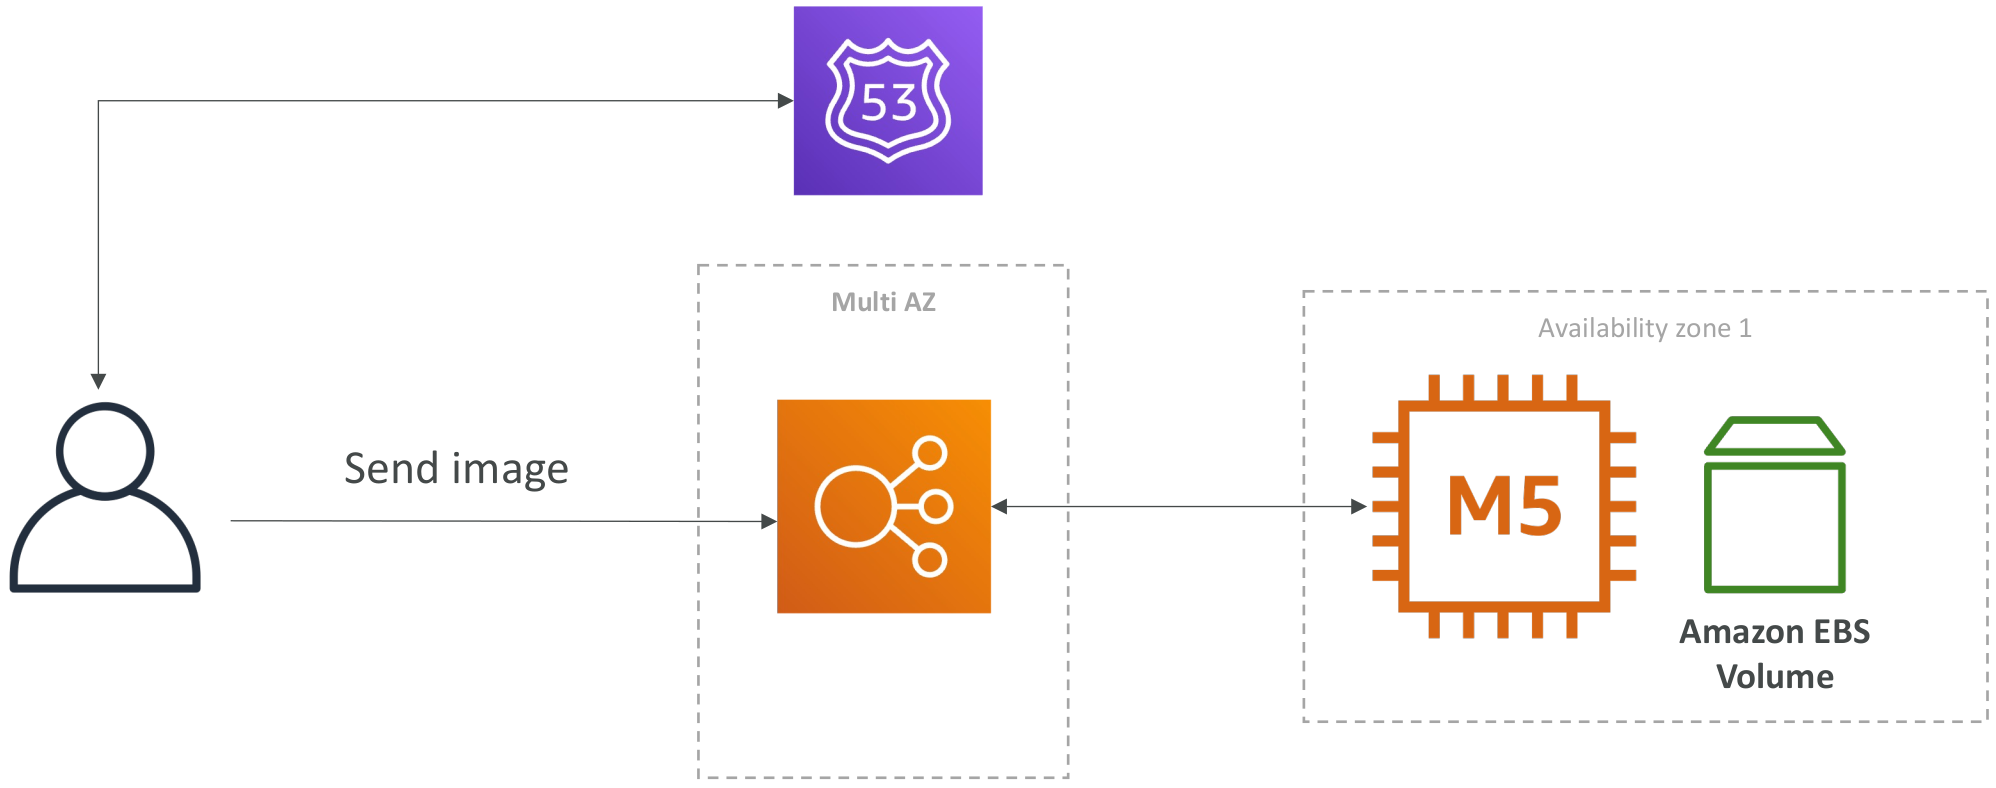 53
Multi AZ
Availability zone 1
Send image
M5
Amazon EBS
Volume